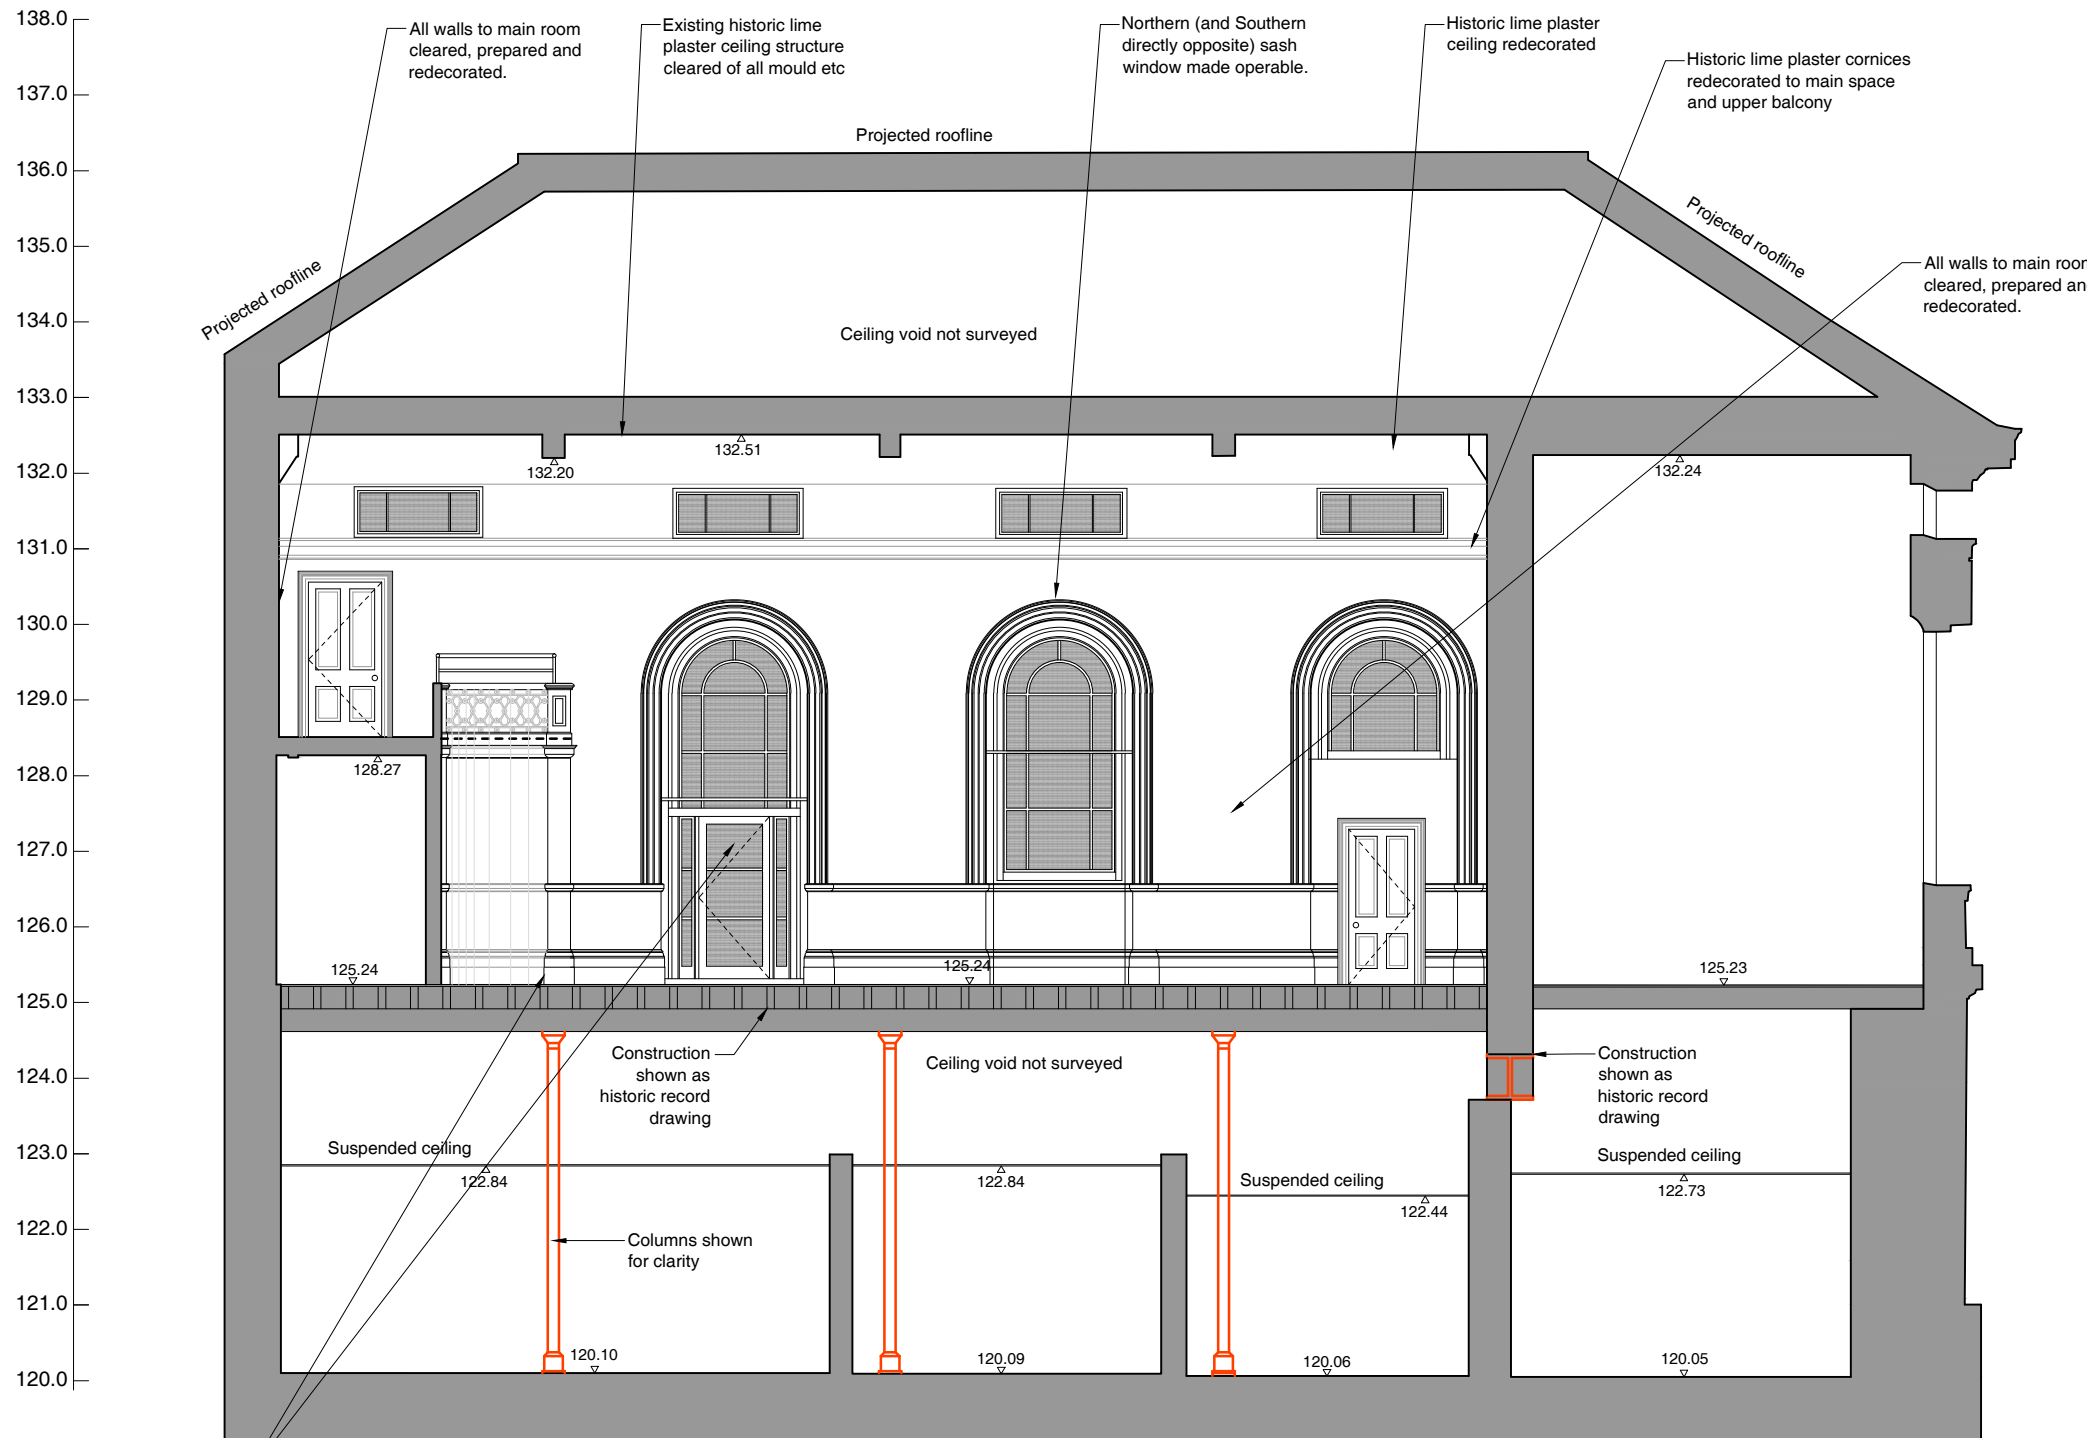 138.0
137.0
136.0
135.0
134.0
133.0
132.0
131.0
130.0
129.0
128.0
127.0
126.0
125.0
124.0
123.0
122.0
121.0
120.0
All walls to main room
cleared, prepared and
redecorated.
Existing historic lime
plaster ceiling structure
cleared of all mould etc
Northern (and Southern
directly opposite) sash
window made operable.
Historic lime plaster
ceiling redecorated
Historic lime plaster cornices
redecorated to main space
and upper balcony
Projected roofline
Projected roofline
Projected roofline
All walls to main room
cleared, prepared an
redecorated.
Ceiling void not surveyed
132.20
132.51
132.24
128.27
125.24
125.24
125.23
Construction
shown as
historic record
drawing
Ceiling void not surveyed
Construction
shown as
historic record
drawing
Suspended ceiling
122.84
122.84
Suspended ceiling
122.44
Suspended ceiling
122.73
Columns shown
for clarity
120.10
120.09
120.06
120.05